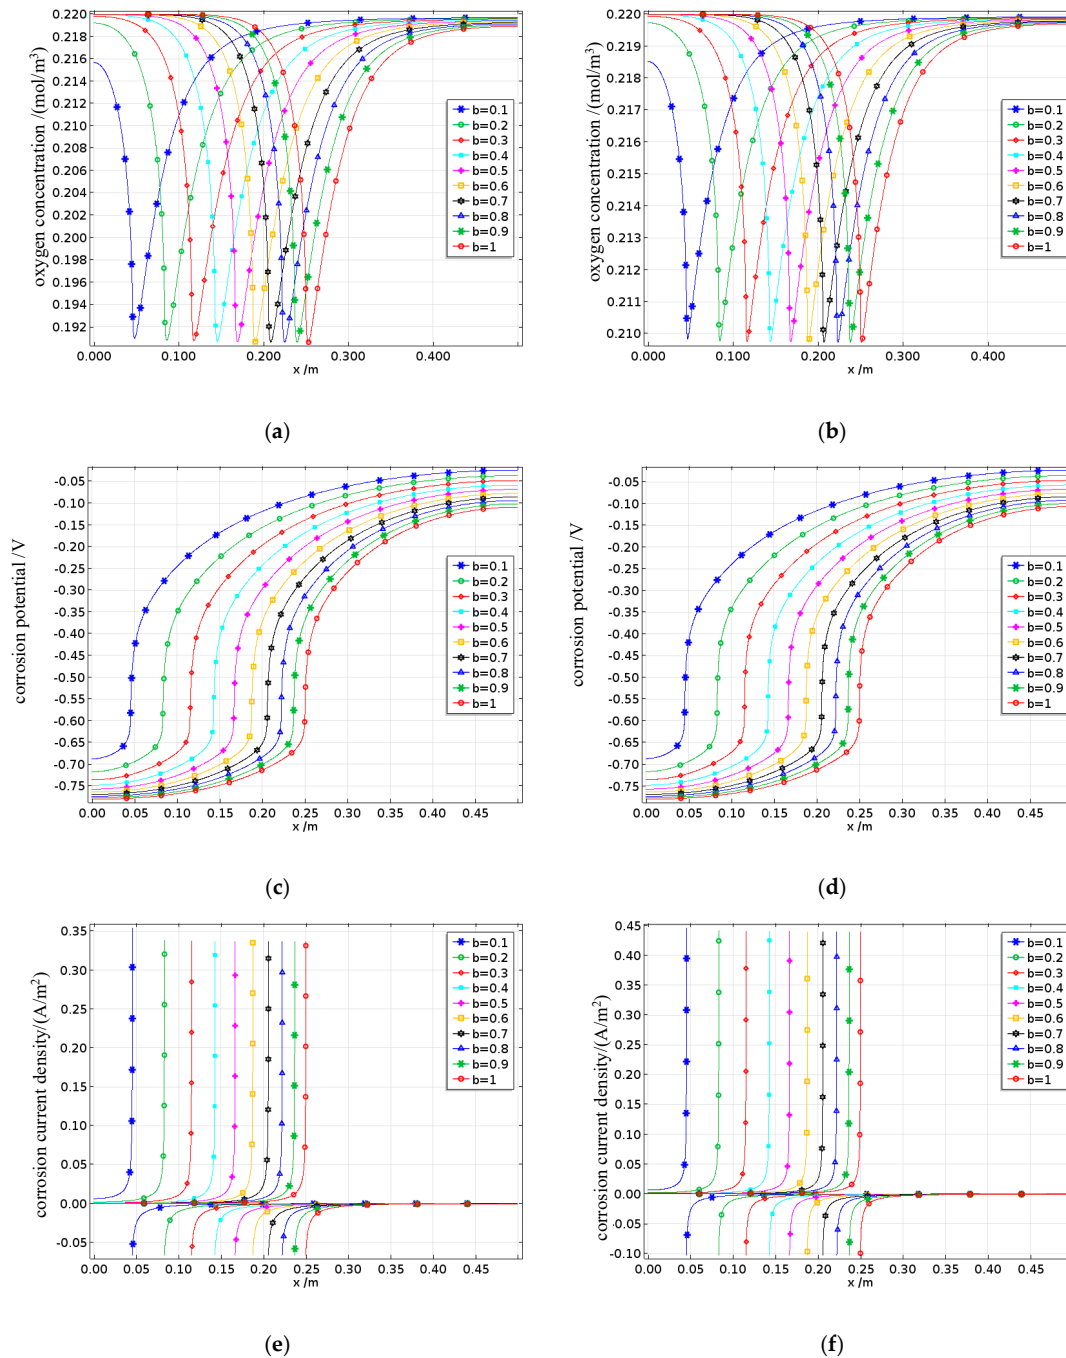 0.220
0.218
0.216
0.214
0.212
0.210
0.208
0.206
0.204
0.202
0.200
0.198
0.196
0.194
0.192
oxygen concentration /(mol/m³)
b=0.1
b=0.2
b=0.3
b=0.4
b=0.5
b=0.6
b=0.7
b=0.8
b=0.9
b=1
0.000 0.100 0.200 0.300 0.400
x /m
(a)
0.220
0.219
0.218
0.217
0.216
0.215
0.214
0.213
0.212
0.211
0.210
oxygen concentration /(mol/m³)
b=0.1
b=0.2
b=0.3
b=0.4
b=0.5
b=0.6
b=0.7
b=0.8
b=0.9
b=1
0.000 0.100 0.200 0.300 0.400
x /m
(b)
-0.05
-0.10
-0.15
-0.20
-0.25
-0.30
-0.35
-0.40
-0.45
-0.50
-0.55
-0.60
-0.65
-0.70
-0.75
corrosion potential /V
b=0.1
b=0.2
b=0.3
b=0.4
b=0.5
b=0.6
b=0.7
b=0.8
b=0.9
b=1
0.00 0.05 0.10 0.15 0.20 0.25 0.30 0.35 0.40 0.45
x /m
(c)
-0.05
-0.10
-0.15
-0.20
-0.25
-0.30
-0.35
-0.40
-0.45
-0.50
-0.55
-0.60
-0.65
-0.70
-0.75
corrosion potential /V
b=0.1
b=0.2
b=0.3
b=0.4
b=0.5
b=0.6
b=0.7
b=0.8
b=0.9
b=1
0.00 0.05 0.10 0.15 0.20 0.25 0.30 0.35 0.40 0.45
x /m
(d)
0.35
0.30
0.25
0.20
0.15
0.10
0.05
0.00
-0.05
corrosion current density/(A/m²)
b=0.1
b=0.2
b=0.3
b=0.4
b=0.5
b=0.6
b=0.7
b=0.8
b=0.9
b=1
0.00 0.05 0.10 0.15 0.20 0.25 0.30 0.35 0.40 0.45
x /m
(e)
0.45
0.40
0.35
0.30
0.25
0.20
0.15
0.10
0.05
0.00
-0.05
-0.10
corrosion current density/(A/m²)
b=0.1
b=0.2
b=0.3
b=0.4
b=0.5
b=0.6
b=0.7
b=0.8
b=0.9
b=1
0.00 0.05 0.10 0.15 0.20 0.25 0.30 0.35 0.40 0.45
x /m
(f)